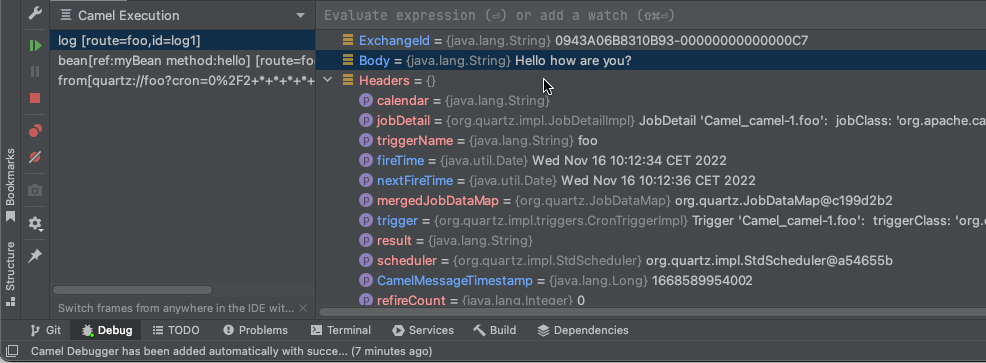 Camel Execution
Evaluate expression (⏎) or add a watch (⇧⌘⏎)
log [route=foo,id=log1]
bean[ref:myBean method:hello] [route=fo
from[quartz://foo?cron=0%2F2+*+*+*+*+
ExchangeId = {java.lang.String} 0943A06B8310B93-00000000000000C7
Body = {java.lang.String} Hello how are you?
Headers = {}
calendar = {java.lang.String}
jobDetail = {org.quartz.impl.JobDetailImpl} JobDetail 'Camel_camel-1.foo': jobClass: 'org.apache.ca
triggerName = {java.lang.String} foo
fireTime = {java.util.Date} Wed Nov 16 10:12:34 CET 2022
nextFireTime = {java.util.Date} Wed Nov 16 10:12:36 CET 2022
mergedJobDataMap = {org.quartz.JobDataMap} org.quartz.JobDataMap@c199d2b2
trigger = {org.quartz.impl.triggers.CronTriggerImpl} Trigger 'Camel_camel-1.foo': triggerClass: 'org.
result = {java.lang.String}
scheduler = {org.quartz.impl.StdScheduler} org.quartz.impl.StdScheduler@a54655b
CamelMessageTimestamp = {java.lang.Long} 1668589954002
refireCount = {java.lang.Integer} 0
Switch frames from anywhere in the IDE wit...
Bookmarks
Structure
Git
Debug
TODO
Problems
Terminal
Services
Build
Dependencies
Camel Debugger has been added automatically with succe... (7 minutes ago)